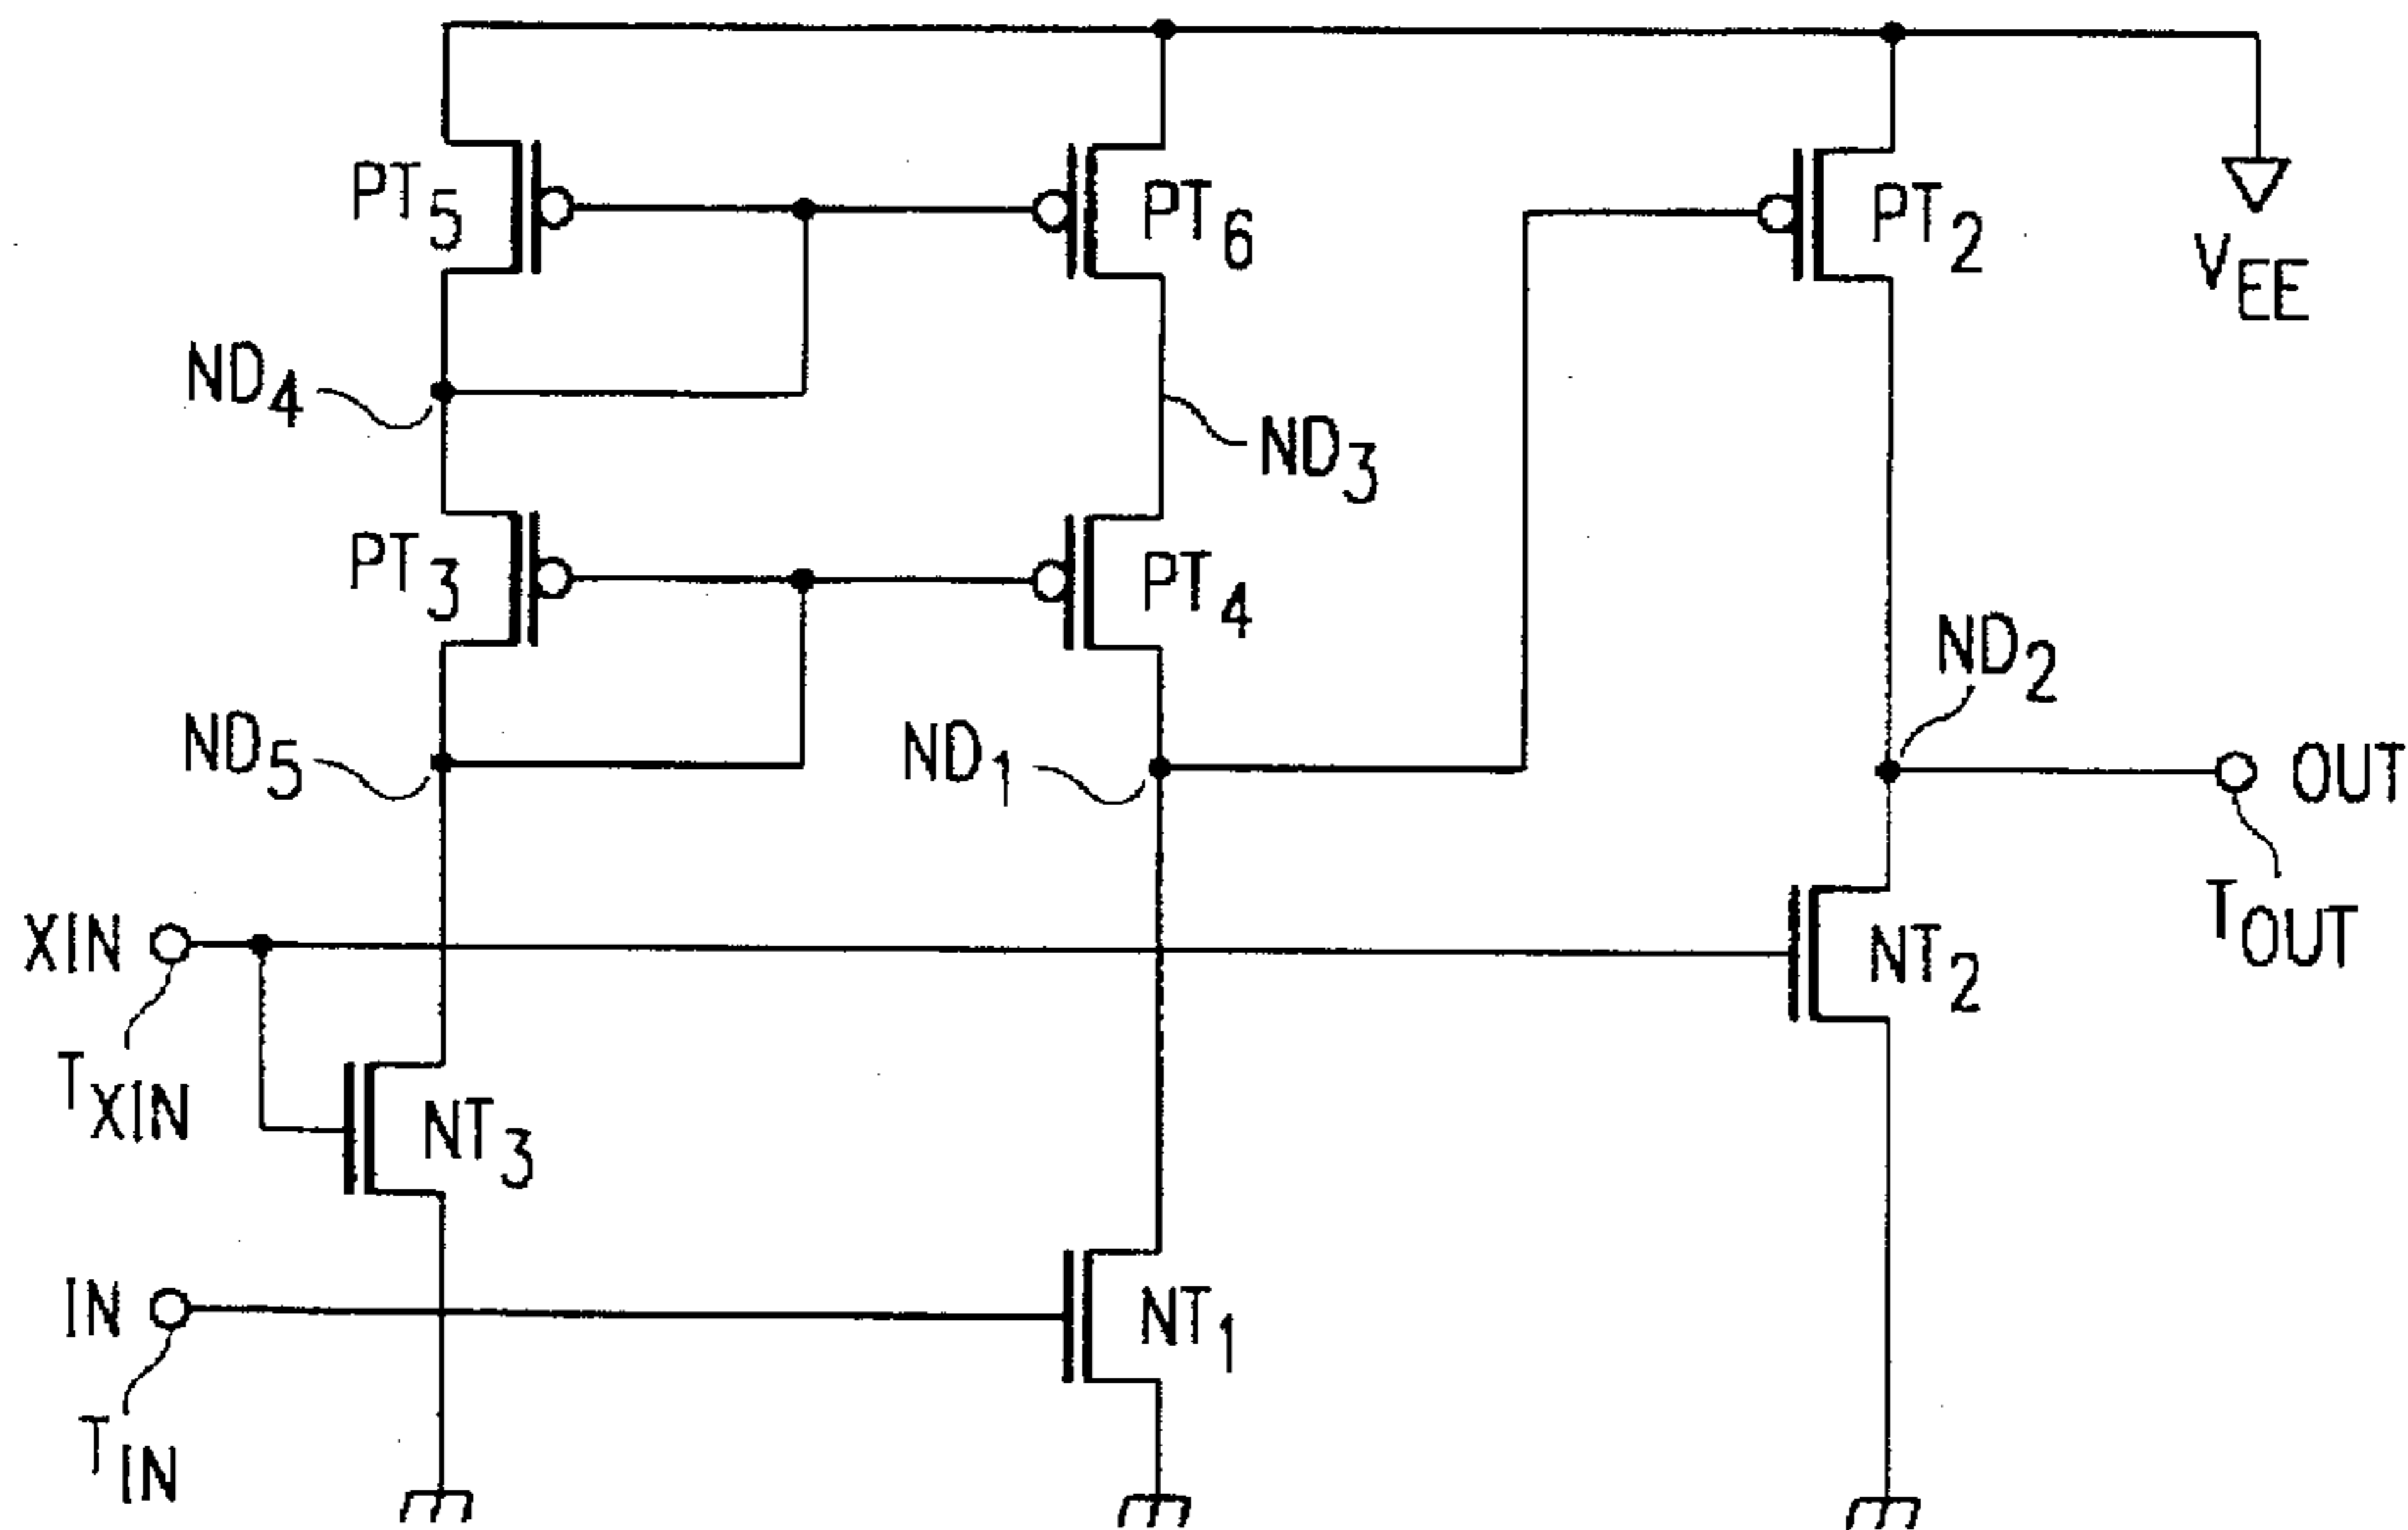 PT5
PT6
PT2
VEE
ND4
ND3
PT3
PT4
ND2
ND5
ND1
OUT
TOUT
XIN
NT2
TXIN
NT3
IN
NT1
TIN